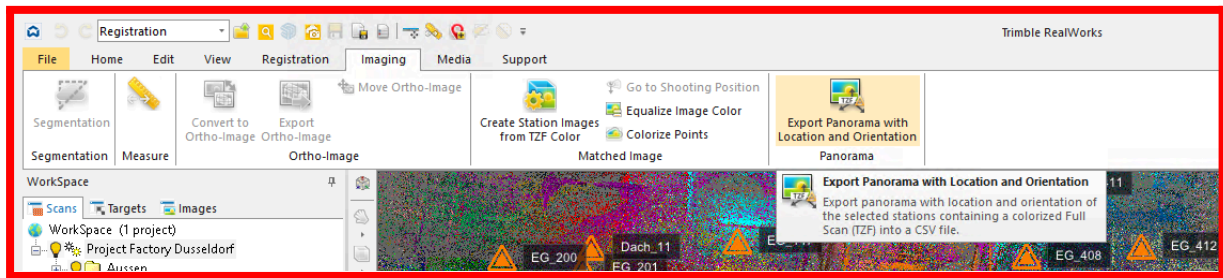 Registration
Trimble RealWorks
File Home Edit View Registration Imaging Media Support
Segmentation
Convert to
Ortho-Image
Export
Ortho-Image
Move Ortho-Image
Create Station Images
from TZF Color
Go to Shooting Position
Equalize Image Color
Colorize Points
TZF
Export Panorama with
Location and Orientation
Segmentation Measure Ortho-Image Matched Image Panorama
WorkSpace
Scans Targets Images
WorkSpace (1 project)
Project Factory Dusseldorf
Aussen
TZF
Export Panorama with Location and Orientation
Export panorama with location and orientation of
the selected stations containing a colorized Full
Scan (TZF) into a CSV file.
EG_200
Dach_11
EG_201
EG_408
EG_412